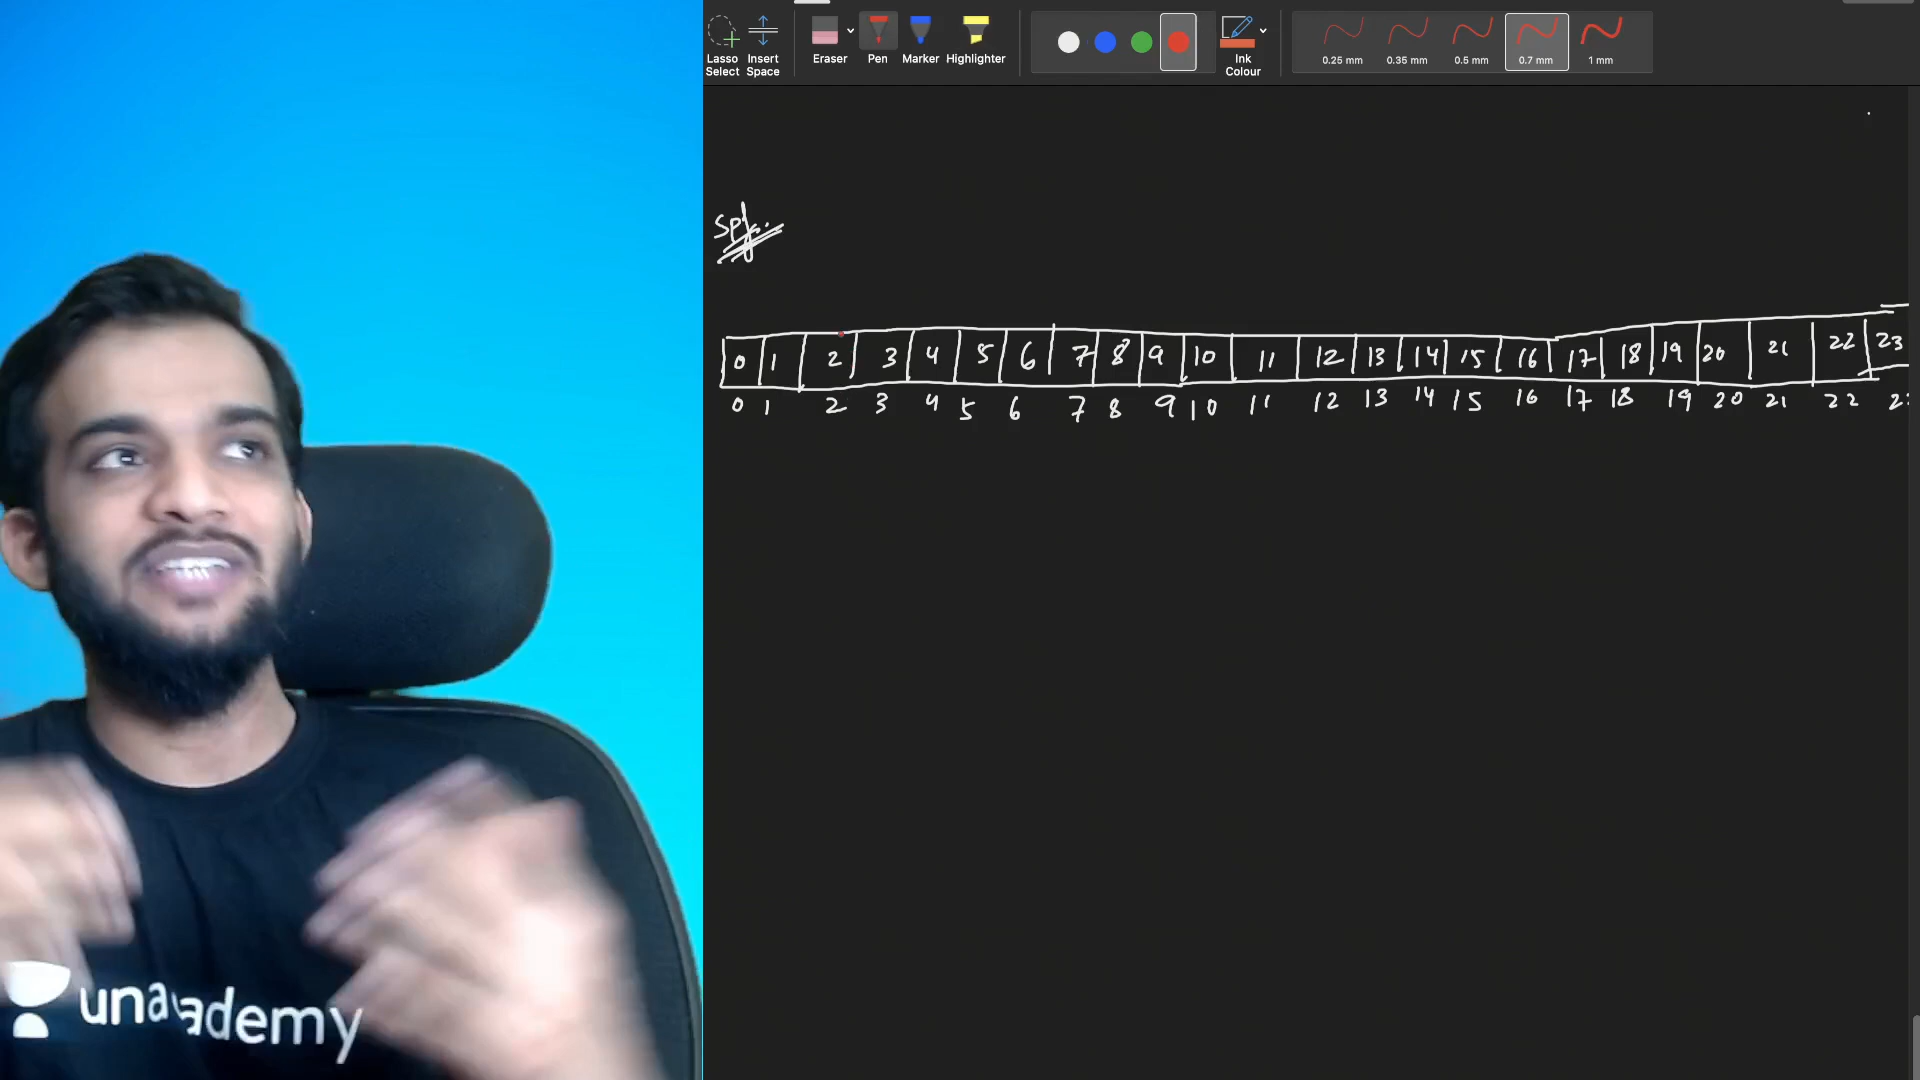 Lasso Select
Insert Space
Eraser
Pen
Marker
Highlighter
Ink Colour
0.25 mm
0.35 mm
0.5 mm
0.7 mm
1 mm
spf
0 1 2 3 4 5 6 7 8 9 10 11 12 13 14 15 16 17 18 19 20 21 22 23
0 1 2 3 4 5 6 7 8 9 10 11 12 13 14 15 16 17 18 19 20 21 22
unacademy